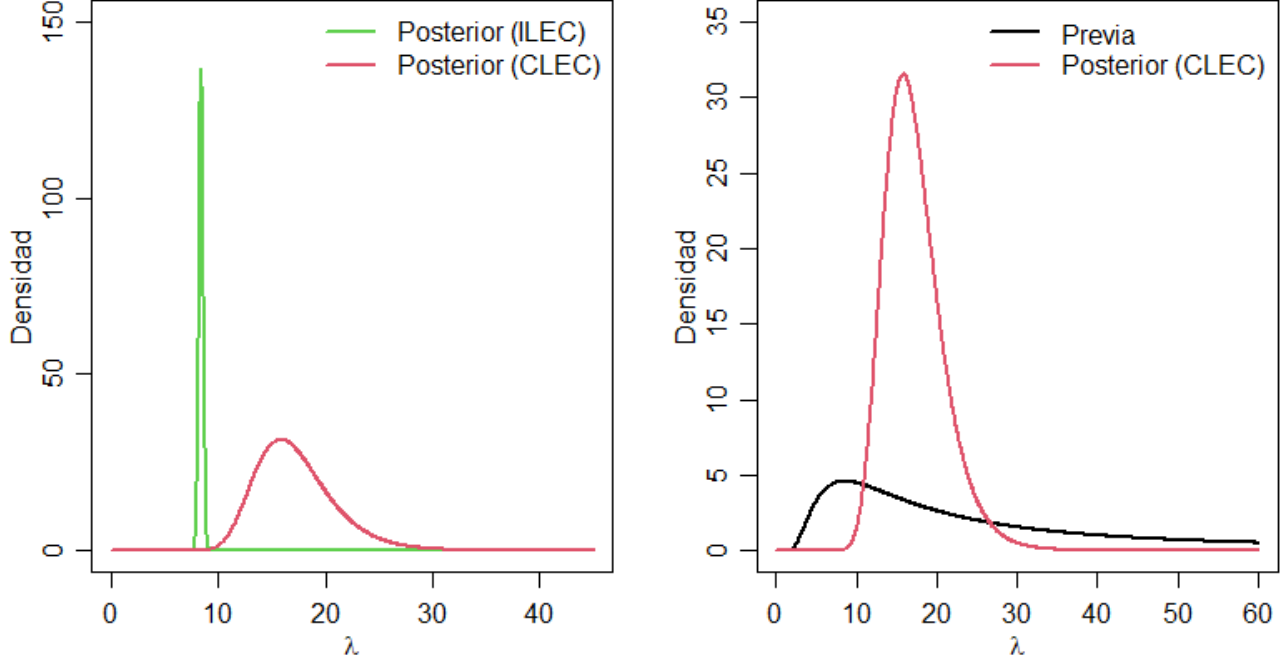 Posterior (ILEC)
Posterior (CLEC)
Densidad
150
100
50
0
0 10 20 30 40
λ
Previa
Posterior (CLEC)
Densidad
35
30
25
20
15
10
5
0
0 10 20 30 40 50 60
λ